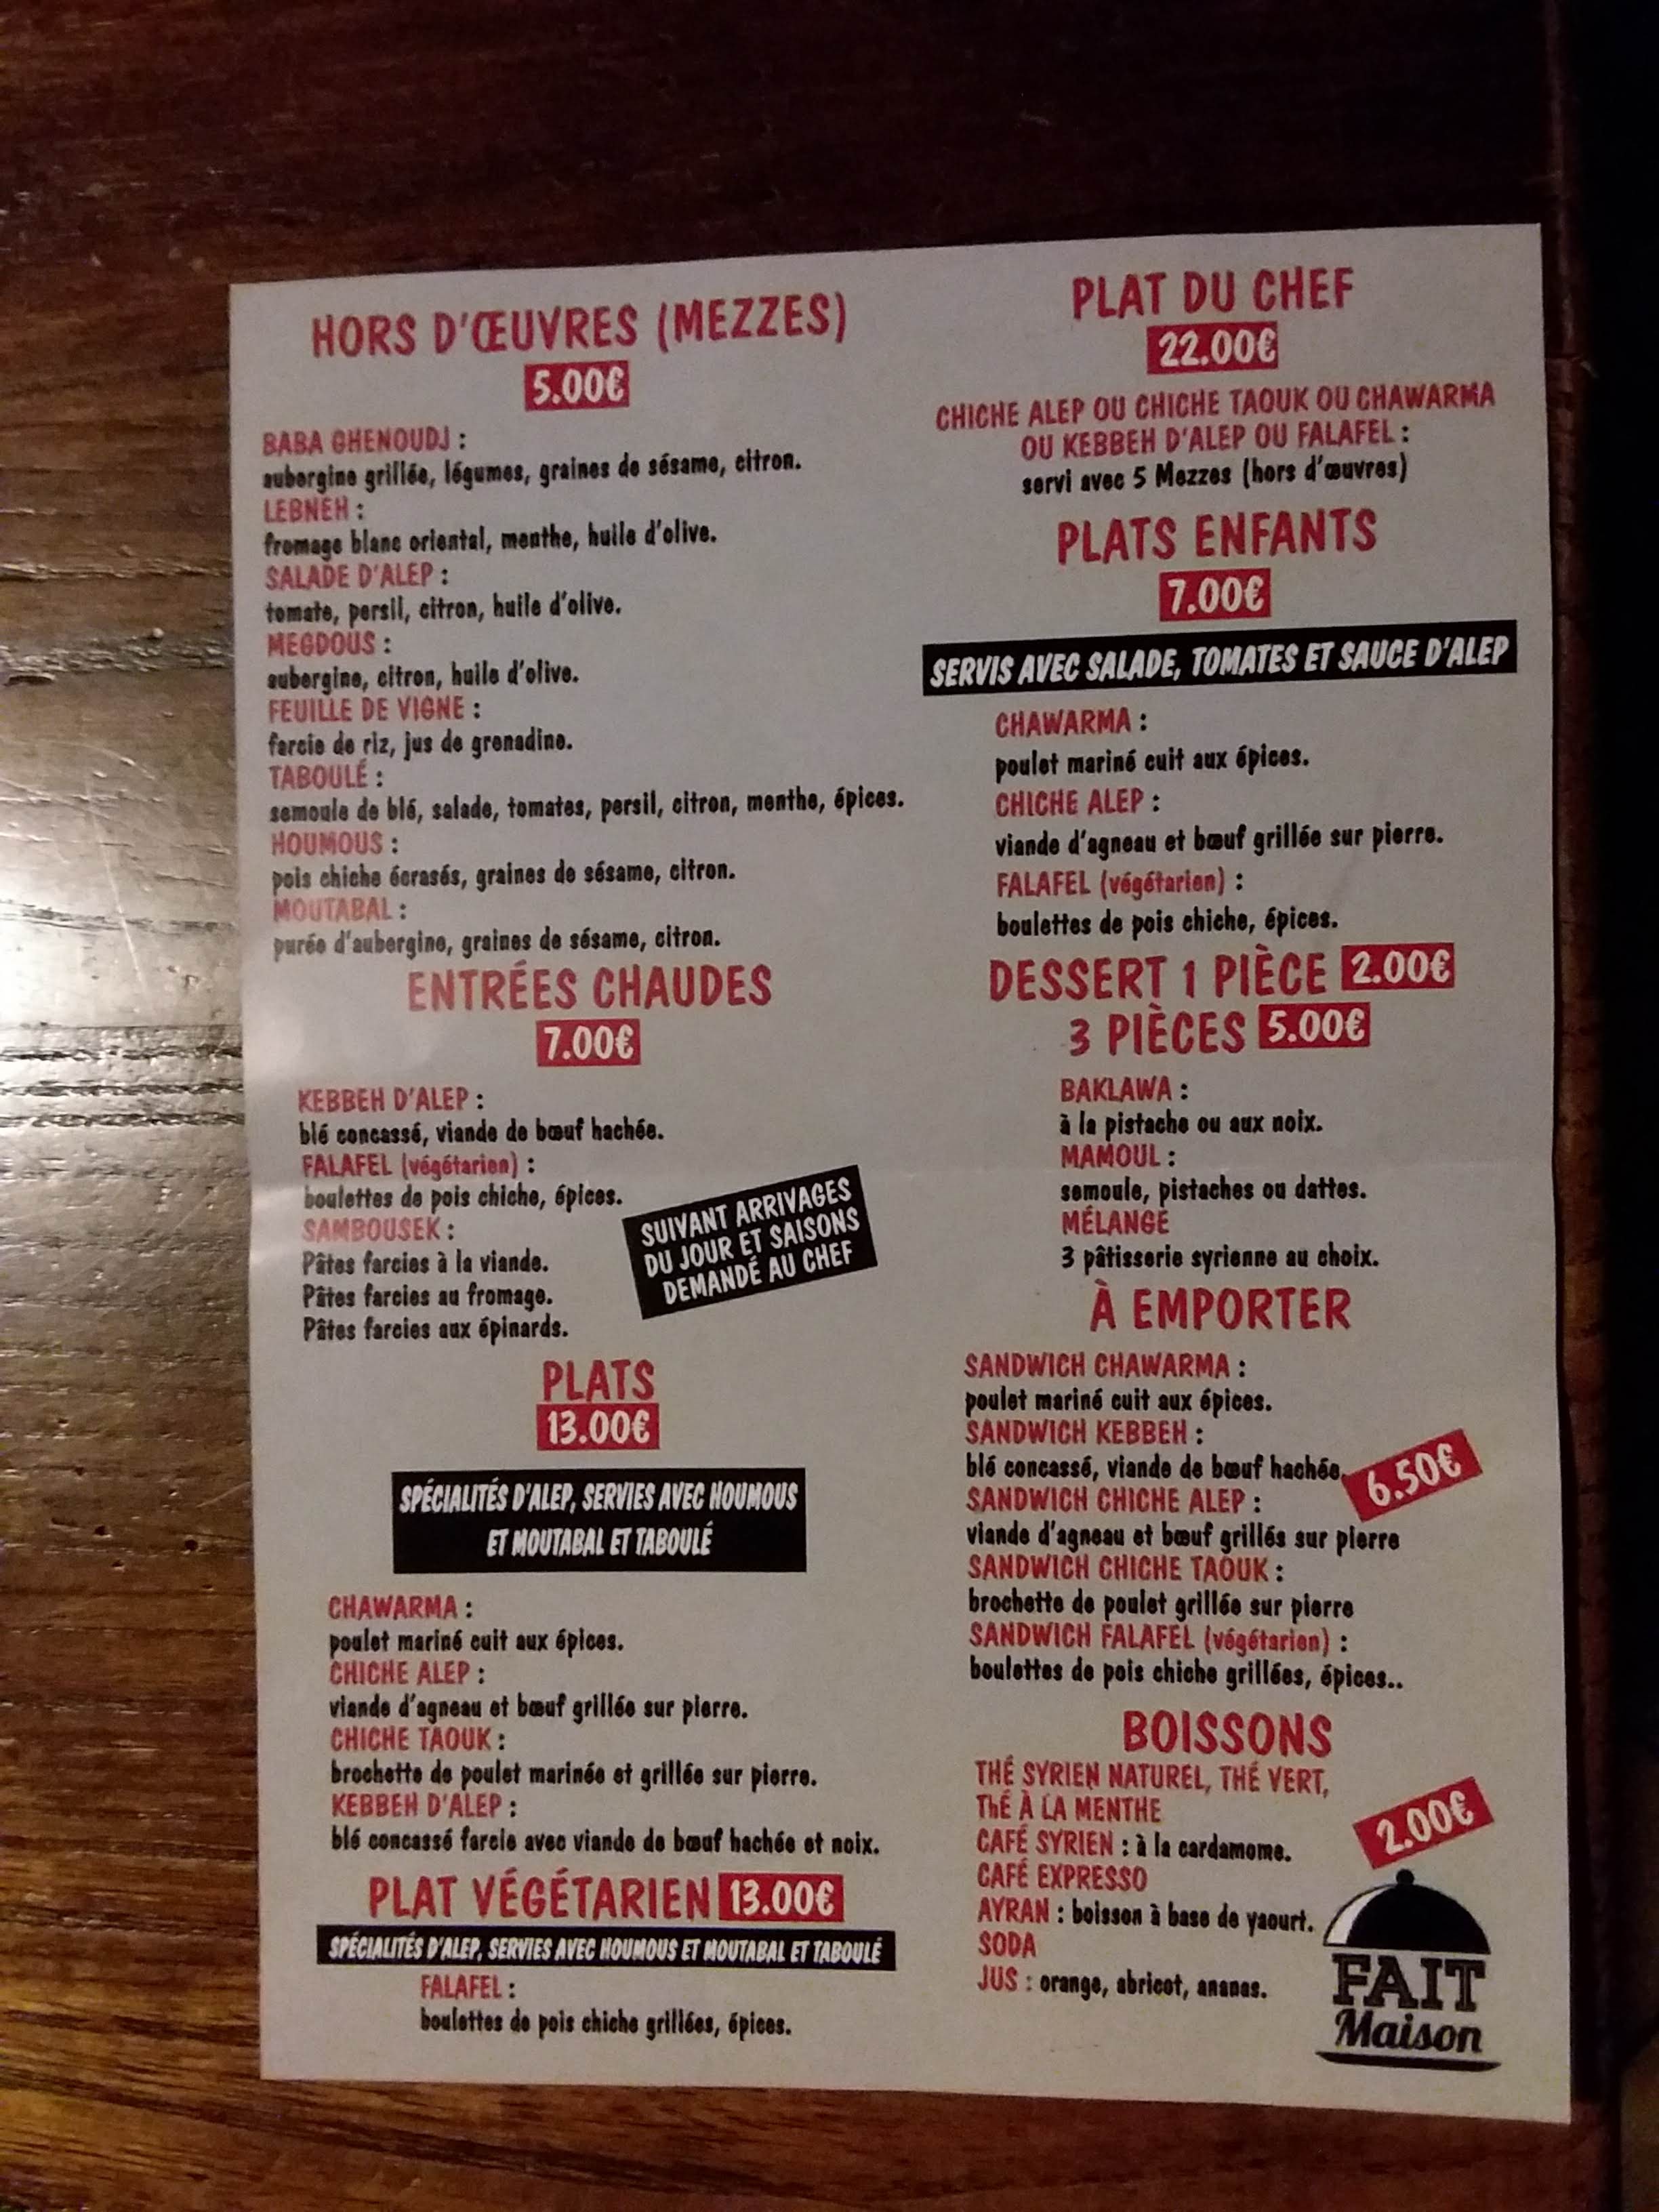 HORS D'ŒUVRES (MEZZES)
5.00€
BABA GHENOUDJ :
aubergine grillée, légumes, graines de sésame, citron.
LEBNEH :
fromage blanc oriental, menthe, huile d'olive.
SALADE D'ALEP :
tomate, persil, citron, huile d'olive.
MEGDOUS :
aubergine, citron, huile d'olive.
FEUILLE DE VIGNE :
farcie de riz, jus de grenadine.
TABOULÉ :
semoule de blé, salade, tomates, persil, citron, menthe, épices.
HOUMOUS :
pois chiche écrasés, graines de sésame, citron.
MOUTABAL :
purée d'aubergine, graines de sésame, citron.
ENTRÉES CHAUDES
7.00€
KEBBEH D'ALEP :
blé concassé, viande de bœuf hachée.
FALAFEL (végétarien) :
boulettes de pois chiche, épices.
SAMBOUSEK :
Pâtes farcies à la viande.
Pâtes farcies au fromage.
Pâtes farcies aux épinards.
SUIVANT ARRIVAGES
DU JOUR ET SAISONS
DEMANDÉ AU CHEF
PLATS
13.00€
SPÉCIALITÉS D'ALEP, SERVIES AVEC HOUMOUS
ET MOUTABAL ET TABOULÉ
CHAWARMA :
poulet mariné cuit aux épices.
CHICHE ALEP :
viande d'agneau et bœuf grillée sur pierre.
CHICHE TAOUK :
brochette de poulet marinée et grillée sur pierre.
KEBBEH D'ALEP :
blé concassé farcie avec viande de bœuf hachée et noix.
PLAT VÉGÉTARIEN 13.00€
SPÉCIALITÉS D'ALEP, SERVIES AVEC HOUMOUS ET MOUTABAL ET TABOULÉ
FALAFEL :
boulettes de pois chiche grillées, épices.
PLAT DU CHEF
22.00€
CHICHE ALEP OU CHICHE TAOUK OU CHAWARMA
OU KEBBEH D'ALEP OU FALAFEL :
servi avec 5 Mezzes (hors d'œuvres)
PLATS ENFANTS
7.00€
SERVIS AVEC SALADE, TOMATES ET SAUCE D'ALEP
CHAWARMA :
poulet mariné cuit aux épices.
CHICHE ALEP :
viande d'agneau et bœuf grillée sur pierre.
FALAFEL (végétarien) :
boulettes de pois chiche, épices.
DESSERT 1 PIÈCE 2.00€
3 PIÈCES 5.00€
BAKLAWA :
à la pistache ou aux noix.
MAMOUL :
semoule, pistaches ou dattes.
MÉLANGE
3 pâtisserie syrienne au choix.
À EMPORTER
SANDWICH CHAWARMA :
poulet mariné cuit aux épices.
SANDWICH KEBBEH :
blé concassé, viande de bœuf hachée.
6.50€
SANDWICH CHICHE ALEP :
viande d'agneau et bœuf grillés sur pierre
SANDWICH CHICHE TAOUK :
brochette de poulet grillée sur pierre
SANDWICH FALAFEL (végétarien) :
boulettes de pois chiche grillées, épices..
BOISSONS
THÉ SYRIEN NATUREL, THÉ VERT,
ThÉ À LA MENTHE
2.00€
CAFÉ SYRIEN : à la cardamome.
CAFÉ EXPRESSO
AYRAN : boisson à base de yaourt.
SODA
JUS : orange, abricot, ananas.
FAIT
Maison